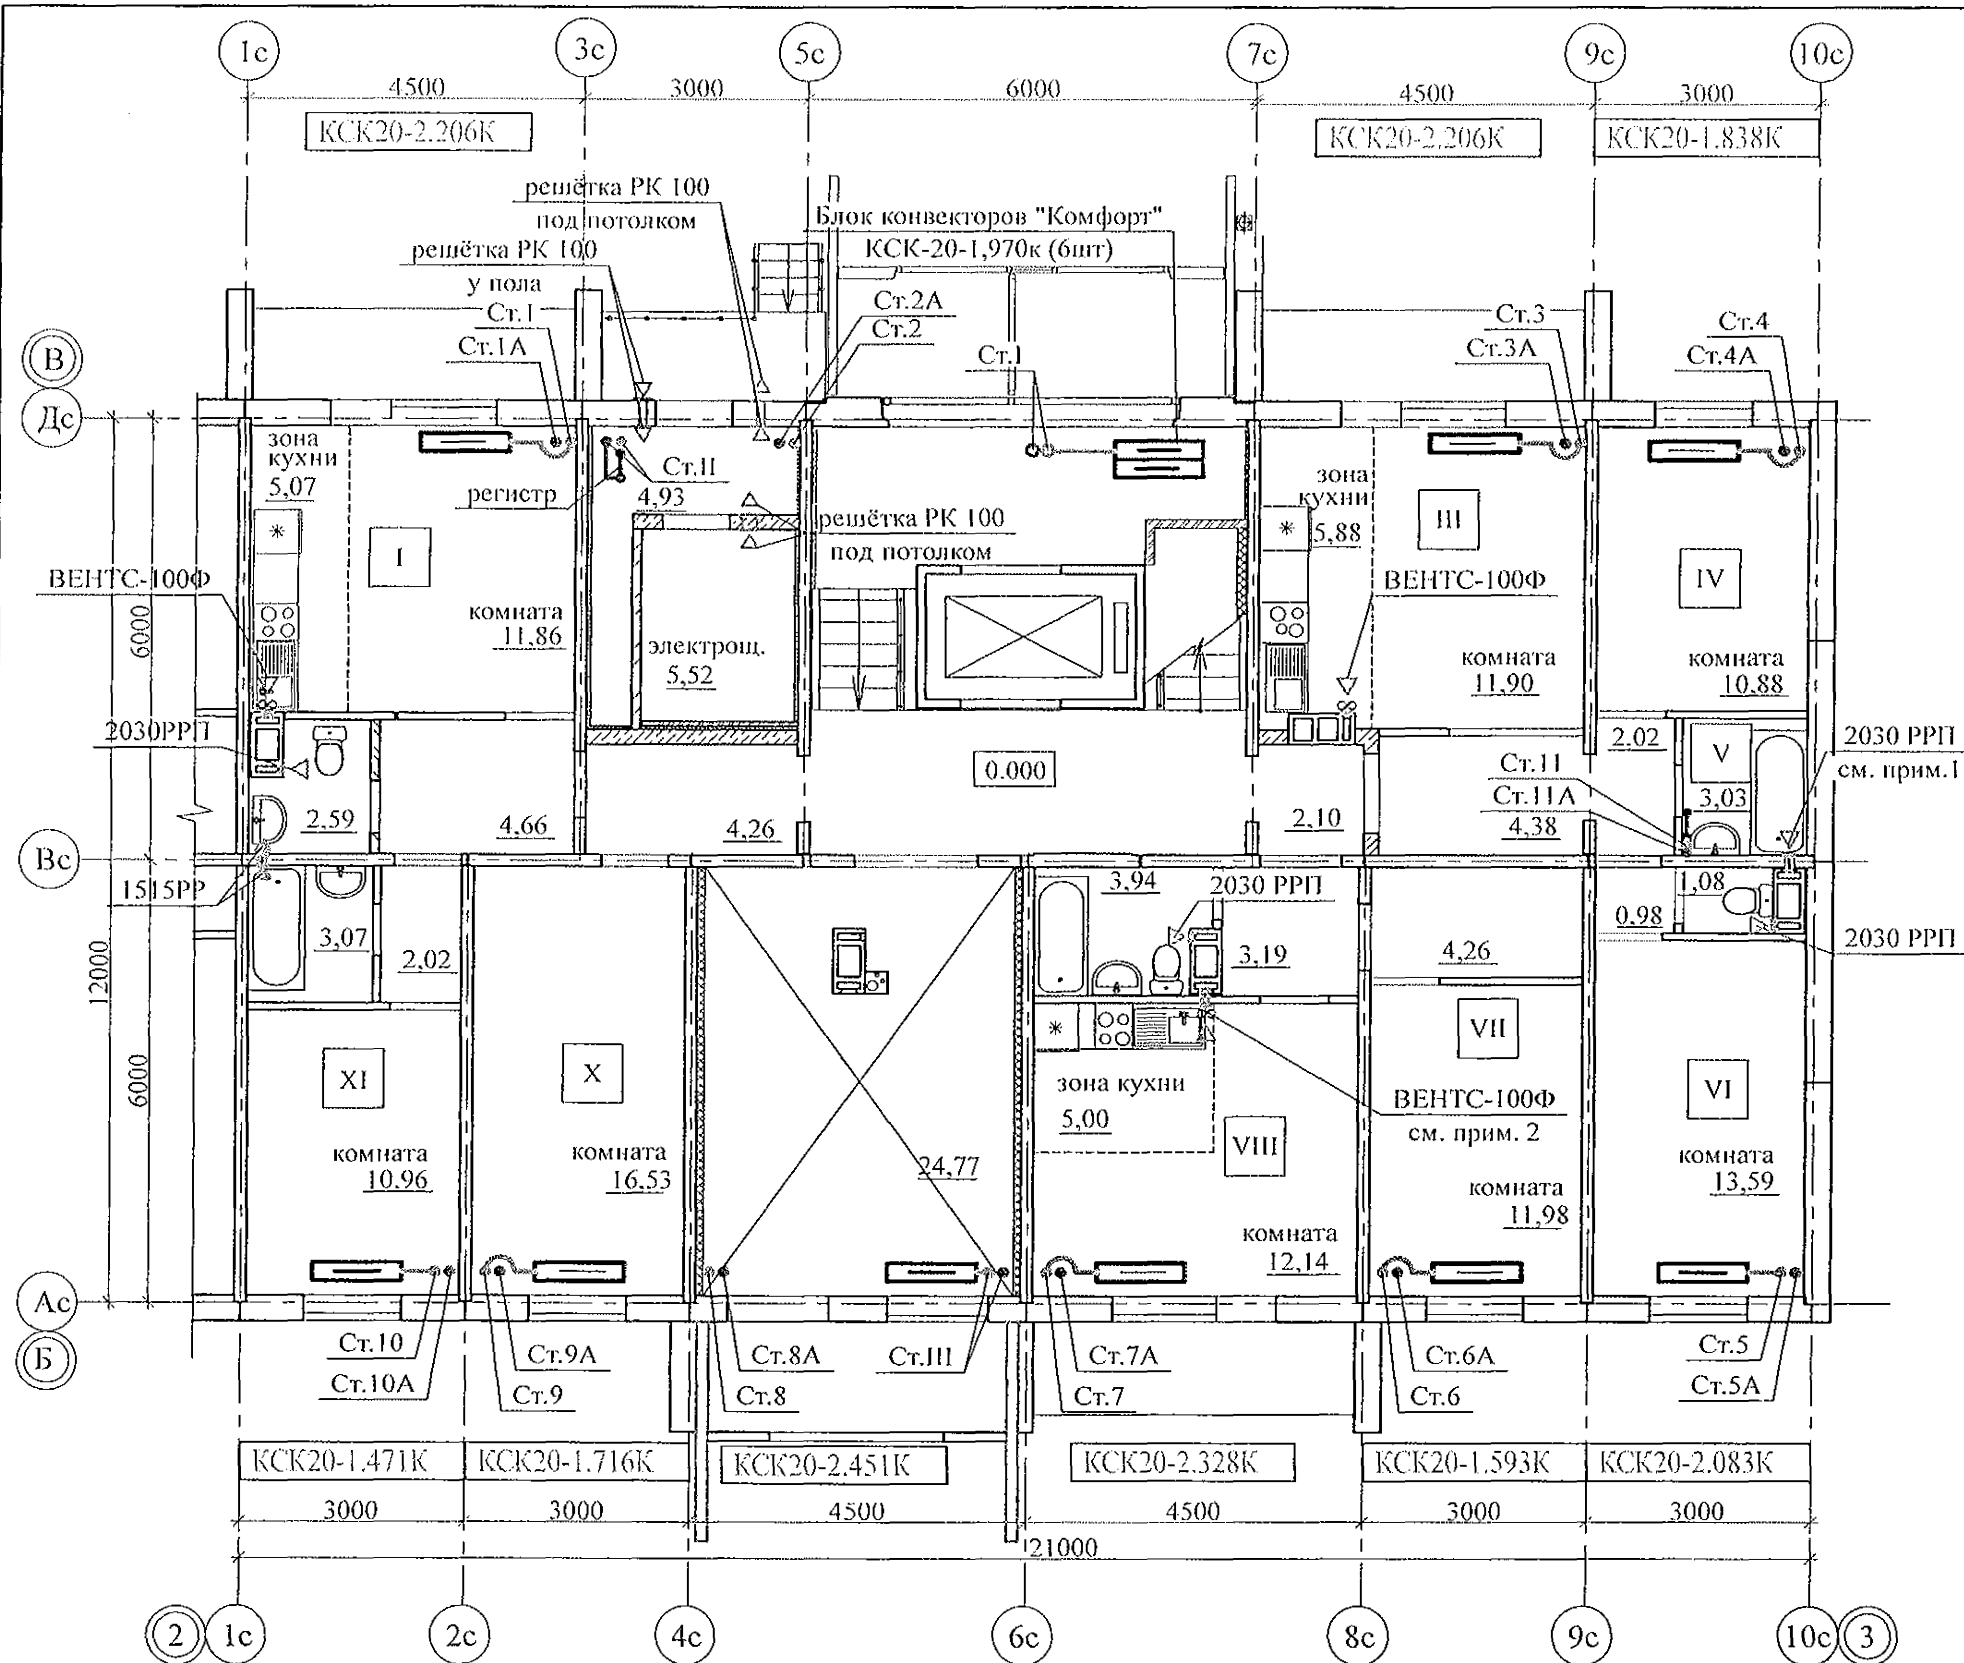 1с
3с
5с
7с
9с
10с
4500
3000
6000
4500
3000
КСК20-2.206К
КСК20-2.206К
КСК20-1.838К
решётка РК 100
под потолком
решётка РК 100
у пола
Блок конвекторов "Комфорт"
КСК-20-1,970к (6шт)
Ст.1
Ст.1А
Ст.2А
Ст.2
Ст.1
Ст.3
Ст.3А
Ст.4
Ст.4А
В
Дс
зона
кухни
5,07
I
комната
11,86
регистр
Ст.II
4,93
решётка РК 100
под потолком
электрощ.
5,52
зона
кухни
5,88
III
ВЕНТС-100Ф
комната
11,90
IV
комната
10,88
ВЕНТС-100Ф
6000
2030РРП
2,59
4,66
4,26
0.000
2,10
Ст.11
Ст.11А
4,38
2,02
V
3,03
2030 РРП
см. прим.1
Вс
1515РР
3,07
2,02
3,94
2030 РРП
3,19
4,26
0,98
1,08
2030 РРП
12000
6000
XI
комната
10.96
X
комната
16,53
24,77
зона кухни
5,00
VIII
комната
12,14
ВЕНТС-100Ф
см. прим. 2
VII
комната
11,98
VI
комната
13,59
Ас
Б
Ст.10
Ст.10А
Ст.9А
Ст.9
Ст.8А
Ст.8
Ст.III
Ст.7А
Ст.7
Ст.6А
Ст.6
Ст.5
Ст.5А
КСК20-1.471К
КСК20-1.716К
КСК20-2.451К
КСК20-2.328К
КСК20-1.593К
КСК20-2.083К
3000
3000
4500
4500
3000
3000
21000
2
1с
2с
4с
6с
8с
9с
10с
3